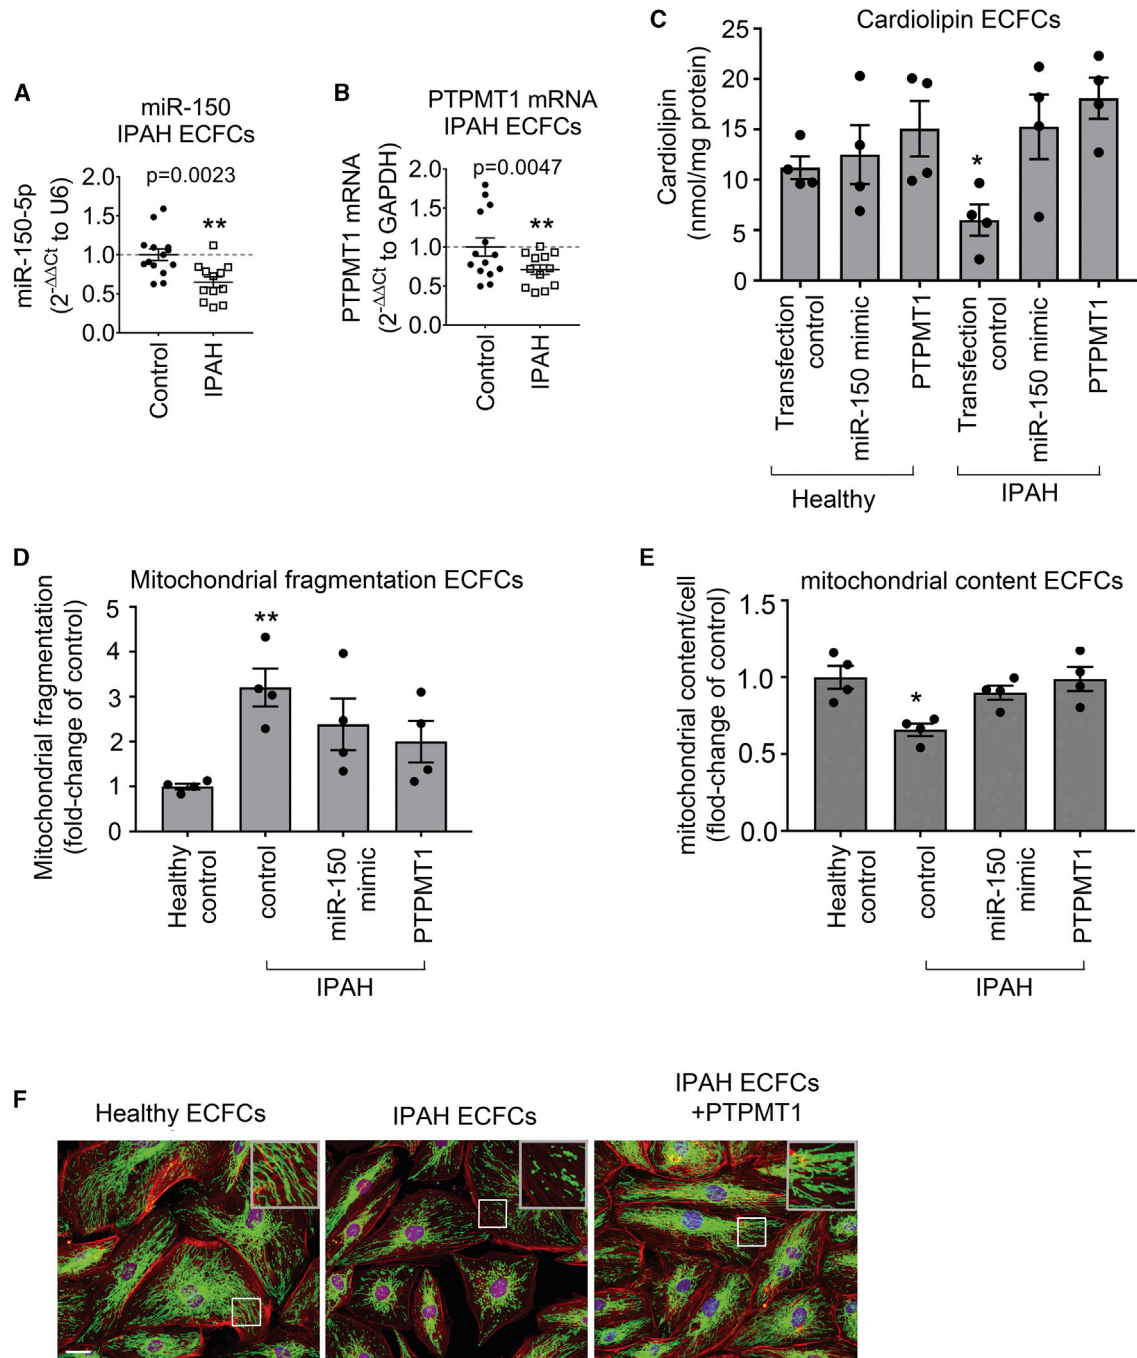 A
miR-150
IPAH ECFCs
p=0.0023
**
miR-150-5p
(2-ΔΔCt to U6)
2.0
1.5
1.0
0.5
0.0
Control
IPAH
B
PTPMT1 mRNA
IPAH ECFCs
p=0.0047
**
PTPMT1 mRNA
(2-ΔΔCt to GAPDH)
2.0
1.5
1.0
0.5
0.0
Control
IPAH
C
Cardiolipin ECFCs
Cardiolipin
(nmol/mg protein)
25
20
15
10
5
0
*
Transfection
control
miR-150 mimic
PTPMT1
Transfection
control
miR-150 mimic
PTPMT1
Healthy
IPAH
D
Mitochondrial fragmentation ECFCs
Mitochondrial fragmentation
(fold-change of control)
5
4
3
2
1
0
**
Healthy
control
control
miR-150
mimic
PTPMT1
IPAH
E
mitochondrial content ECFCs
mitochondrial content/cell
(flod-change of control)
1.5
1.0
0.5
0.0
*
Healthy
control
control
miR-150
mimic
PTPMT1
IPAH
F
Healthy ECFCs
IPAH ECFCs
IPAH ECFCs
+PTPMT1